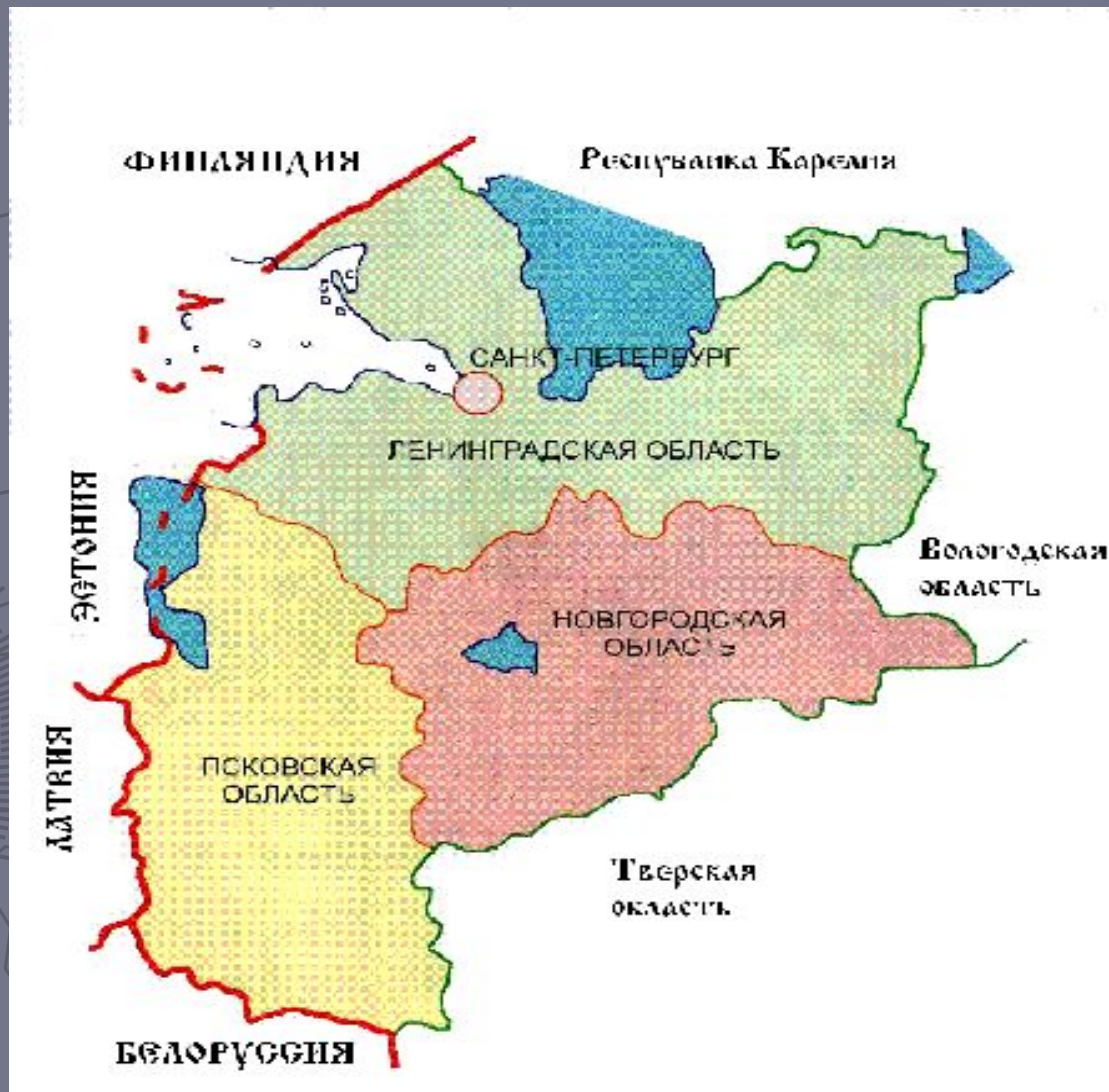 ФИНЛЯНДИЯ
Республика Карелия
САНКТ-ПЕТЕРБУРГ
ЛЕНИНГРАДСКАЯ ОБЛАСТЬ
ЭСТОНИЯ
Вологодская
область
НОВГОРОДСКАЯ
ОБЛАСТЬ
ЛАТВИЯ
ПСКОВСКАЯ
ОБЛАСТЬ
Тверская
область
БЕЛОРУССИЯ